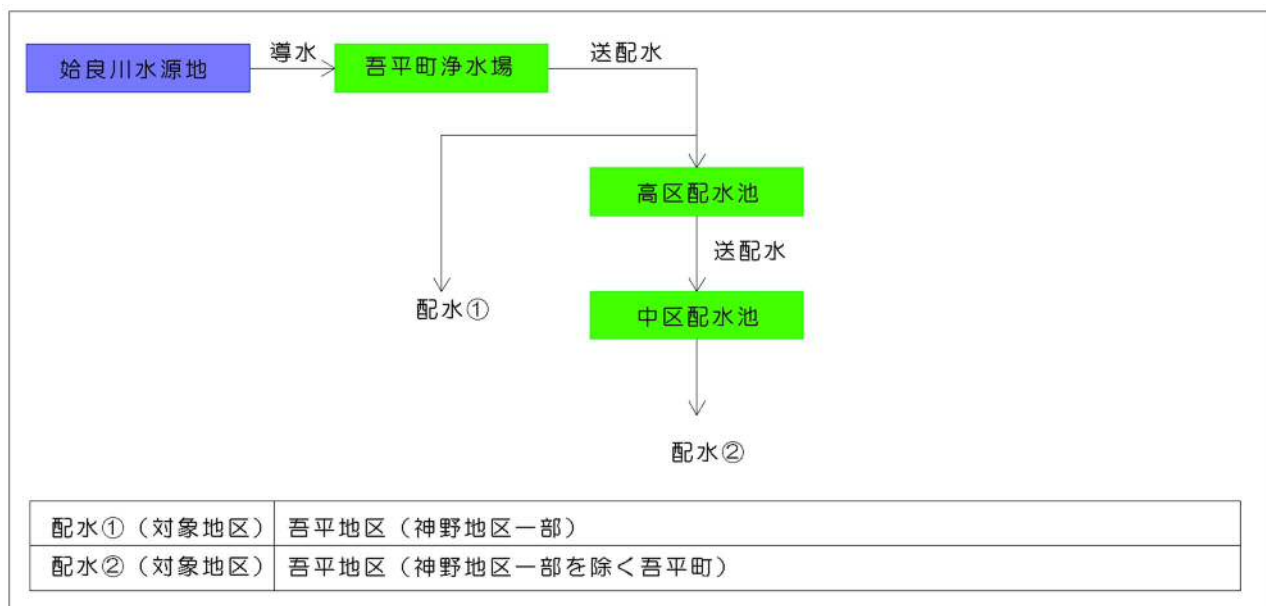 姶良川水源地
導水
吾平町浄水場
送配水
高区配水池
送配水
配水①
中区配水池
配水②
配水①（対象地区） 吾平地区（神野地区一部）
配水②（対象地区） 吾平地区（神野地区一部を除く吾平町）